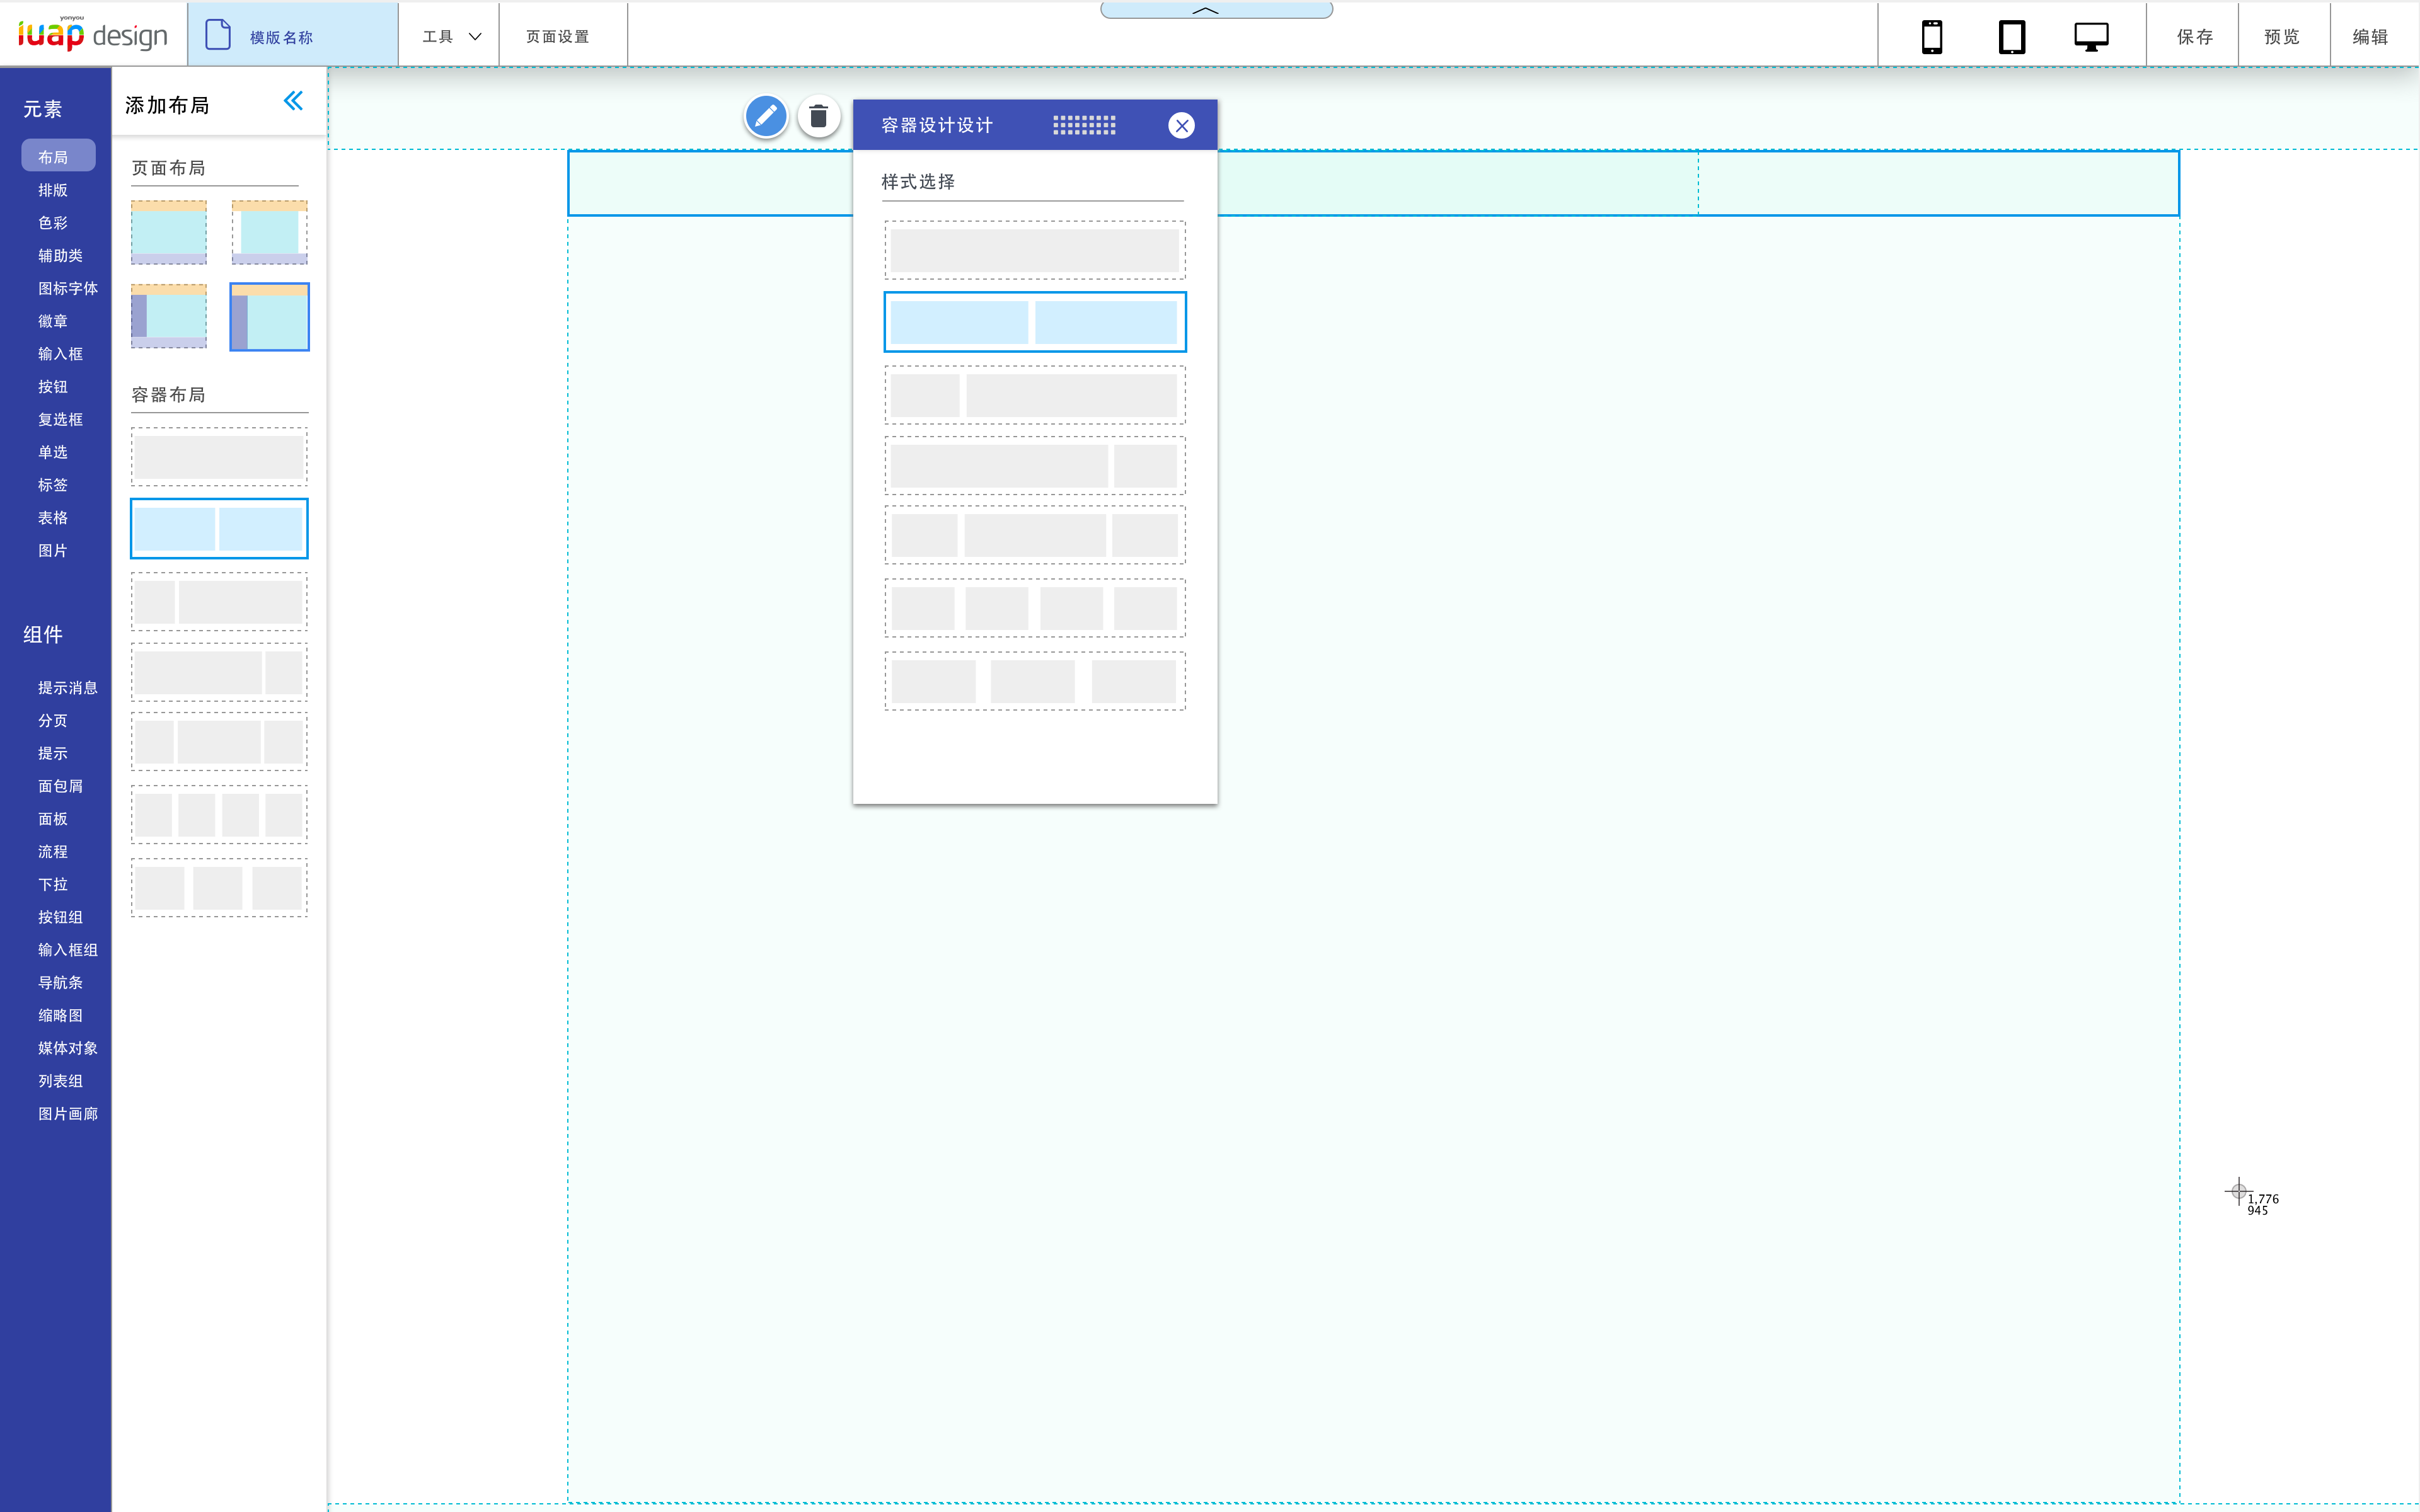 yonyou
iuap design
模版名称
工具
页面设置
保存
预览
编辑
元素
布局
排版
色彩
辅助类
图标字体
徽章
输入框
按钮
复选框
单选
标签
表格
图片
组件
提示消息
分页
提示
面包屑
面板
流程
下拉
按钮组
输入框组
导航条
缩略图
媒体对象
列表组
图片画廊
添加布局
页面布局
容器布局
容器设计设计
样式选择
1,776
945